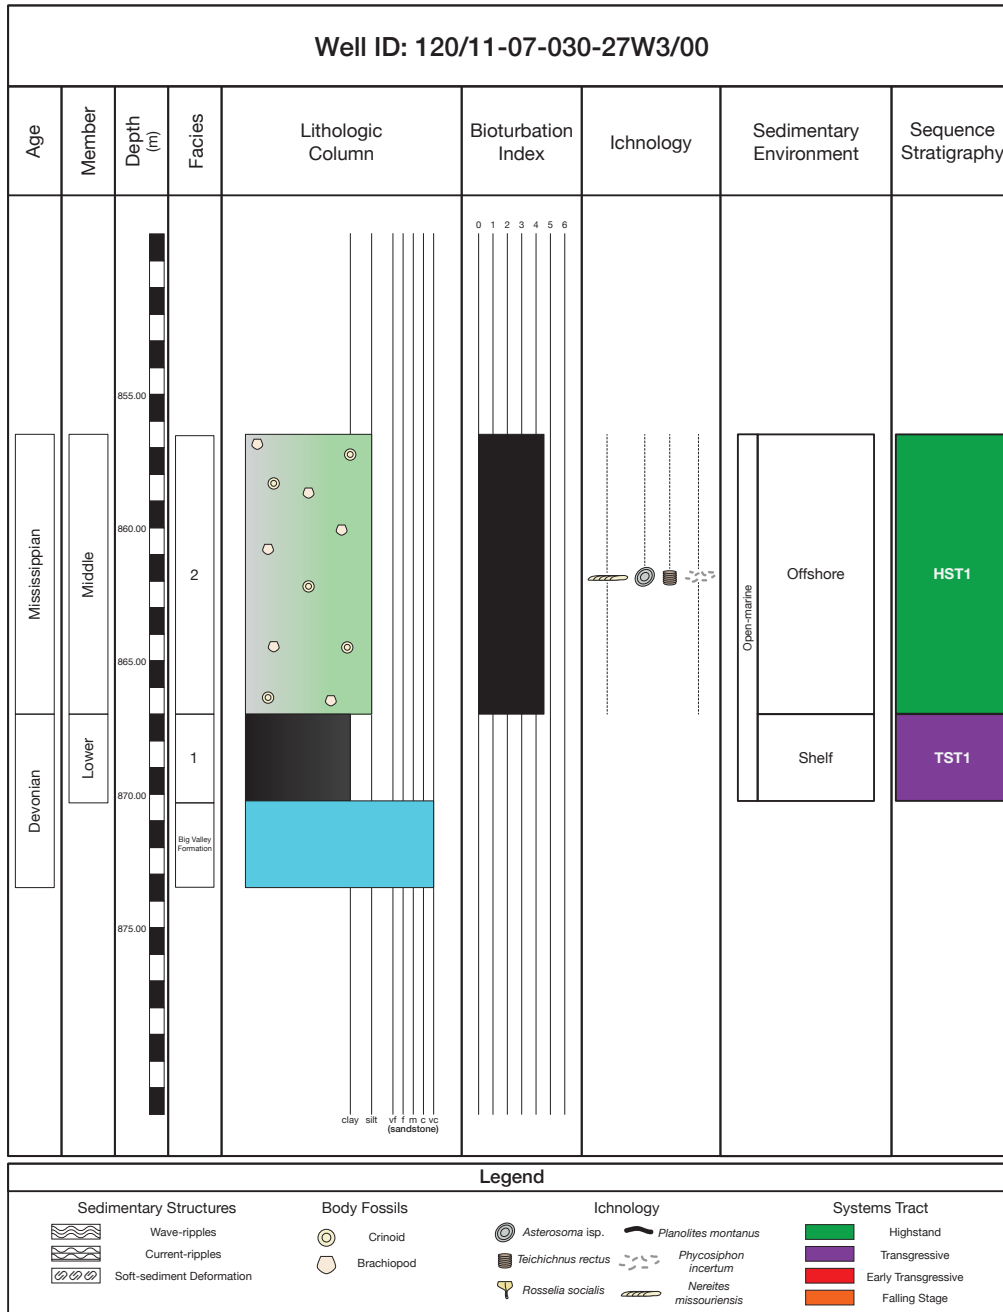 Well ID: 120/11-07-030-27W3/00
Age
Member
Depth
(m)
Facies
Lithologic
Column
Bioturbation
Index
Ichnology
Sedimentary
Environment
Sequence
Stratigraphy
0 1 2 3 4 5 6
855.00
860.00
865.00
870.00
875.00
Mississippian
Devonian
Middle
Lower
2
1
Big Valley
Formation
Open-marine
Offshore
Shelf
HST1
TST1
clay silt vf f m c vc
(sandstone)
Legend
Sedimentary Structures
Wave-ripples
Current-ripples
Soft-sediment Deformation
Body Fossils
Crinoid
Brachiopod
Ichnology
Asterosoma isp.
Planolites montanus
Teichichnus rectus
Phycosiphon
incertum
Rosselia socialis
Nereites
missouriensis
Systems Tract
Highstand
Transgressive
Early Transgressive
Falling Stage